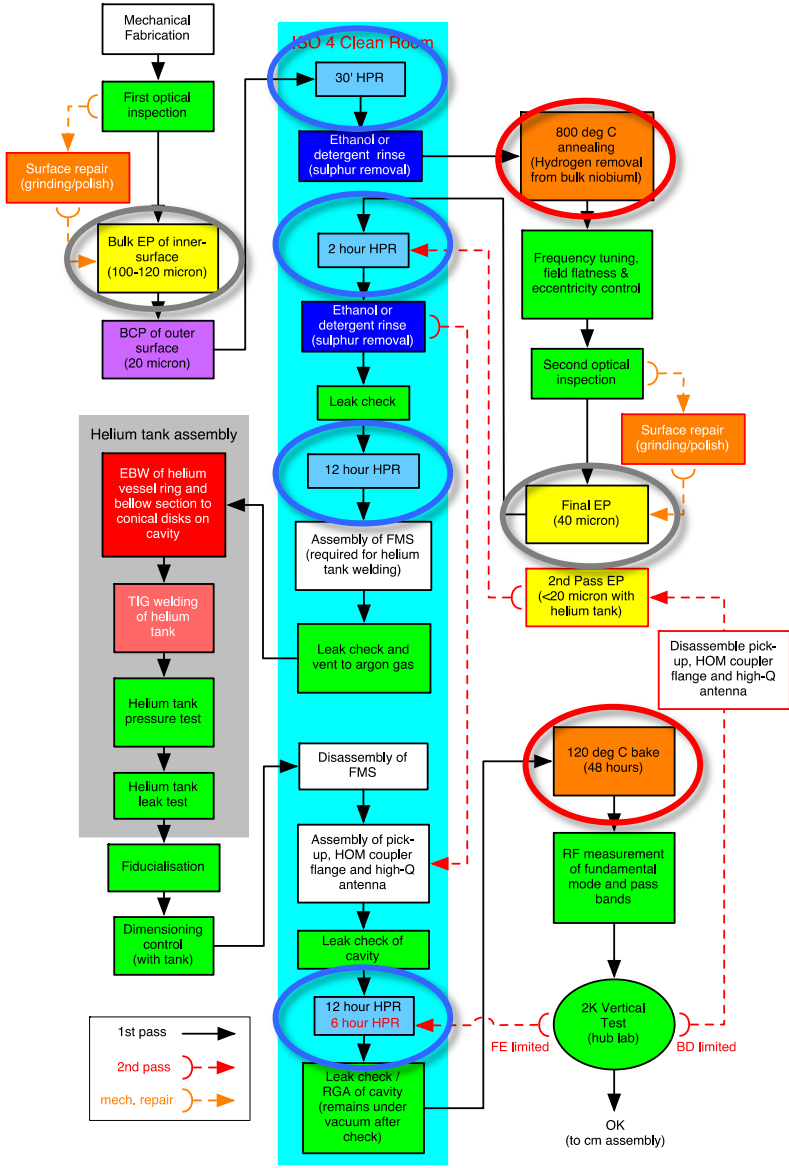 Mechanical
Fabrication
First optical
inspection
Surface repair
(grinding/polish)
Bulk EP of inner-
surface
(100-120 micron)
BCP of outer
surface
(20 micron)
ISO 4 Clean Room
30' HPR
Ethanol or
detergent rinse
(sulphur removal)
800 deg C
annealing
(Hydrogen removal
from bulk niobiuml)
Frequency tuning,
field flatness &
eccentricity control
Second optical
inspection
Surface repair
(grinding/polish)
Final EP
(40 micron)
2nd Pass EP
(<20 micron with
helium tank)
Disassemble pick-
up, HOM coupler
flange and high-Q
antenna
2 hour HPR
Ethanol or
detergent rinse
(sulphur removal)
Leak check
12 hour HPR
Assembly of FMS
(required for helium
tank welding)
Leak check and
vent to argon gas
Helium tank assembly
EBW of helium
vessel ring and
bellow section to
conical disks on
cavity
TIG welding
of helium
tank
Helium tank
pressure test
Helium tank
leak test
Fiducialisation
Dimensioning
control
(with tank)
Disassembly of
FMS
Assembly of pick-
up, HOM coupler
flange and high-Q
antenna
Leak check of
cavity
12 hour HPR
6 hour HPR
Leak check /
RGA of cavity
(remains under
vacuum after
check)
120 deg C bake
(48 hours)
RF measurement
of fundamental
mode and pass
bands
2K Vertical
Test
(hub lab)
FE limited
BD limited
OK
(to cm assembly)
1st pass
2nd pass
mech. repair